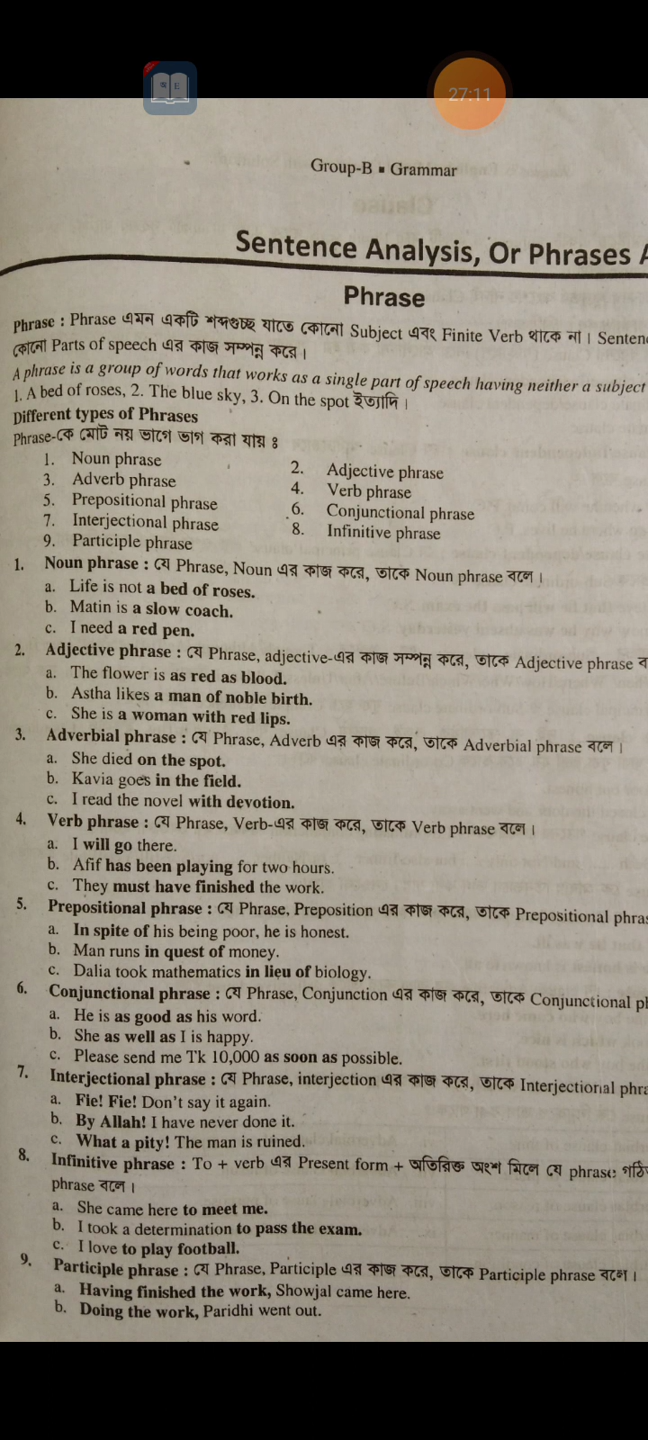 27:11
Group-B ▪ Grammar
Sentence Analysis, Or Phrases
Phrase
Phrase : Phrase এমন একটি শব্দগুচ্ছ যাতে কোনো Subject এবং Finite Verb থাকে না।
কোনো Parts of speech এর কাজ সম্পন্ন করে।
A phrase is a group of words that works as a single part of speech having neither a subject
1. A bed of roses, 2. The blue sky, 3. On the spot ইত্যাদি।
Different types of Phrases
Phrase-কে মোট নয় ভাগে ভাগ করা যায় ঃ
1. Noun phrase 2. Adjective phrase
3. Adverb phrase 4. Verb phrase
5. Prepositional phrase 6. Conjunctional phrase
7. Interjectional phrase 8. Infinitive phrase
9. Participle phrase
1. Noun phrase : যে Phrase, Noun এর কাজ করে, তাকে Noun phrase বলে।
a. Life is not a bed of roses.
b. Matin is a slow coach.
c. I need a red pen.
2. Adjective phrase : যে Phrase, adjective-এর কাজ সম্পন্ন করে, তাকে Adjective phrase
a. The flower is as red as blood.
b. Astha likes a man of noble birth.
c. She is a woman with red lips.
3. Adverbial phrase : যে Phrase, Adverb এর কাজ করে, তাকে Adverbial phrase বলে।
a. She died on the spot.
b. Kavia goes in the field.
c. I read the novel with devotion.
4. Verb phrase : যে Phrase, Verb-এর কাজ করে, তাকে Verb phrase বলে।
a. I will go there.
b. Afif has been playing for two hours.
c. They must have finished the work.
5. Prepositional phrase : যে Phrase, Preposition এর কাজ করে, তাকে Prepositional
a. In spite of his being poor, he is honest.
b. Man runs in quest of money.
c. Dalia took mathematics in lieu of biology.
6. Conjunctional phrase : যে Phrase, Conjunction এর কাজ করে, তাকে Conjunctional
a. He is as good as his word.
b. She as well as I is happy.
c. Please send me Tk 10,000 as soon as possible.
7. Interjectional phrase : যে Phrase, interjection এর কাজ করে, তাকে Interjectional
a. Fie! Fie! Don't say it again.
b. By Allah! I have never done it.
c. What a pity! The man is ruined.
8. Infinitive phrase : To + verb এর Present form + অতিরিক্ত অংশ মিলে যে phrase
phrase বলে।
a. She came here to meet me.
b. I took a determination to pass the exam.
c. I love to play football.
9. Participle phrase : যে Phrase, Participle এর কাজ করে, তাকে Participle phrase বলে।
a. Having finished the work, Showjal came here.
b. Doing the work, Paridhi went out.